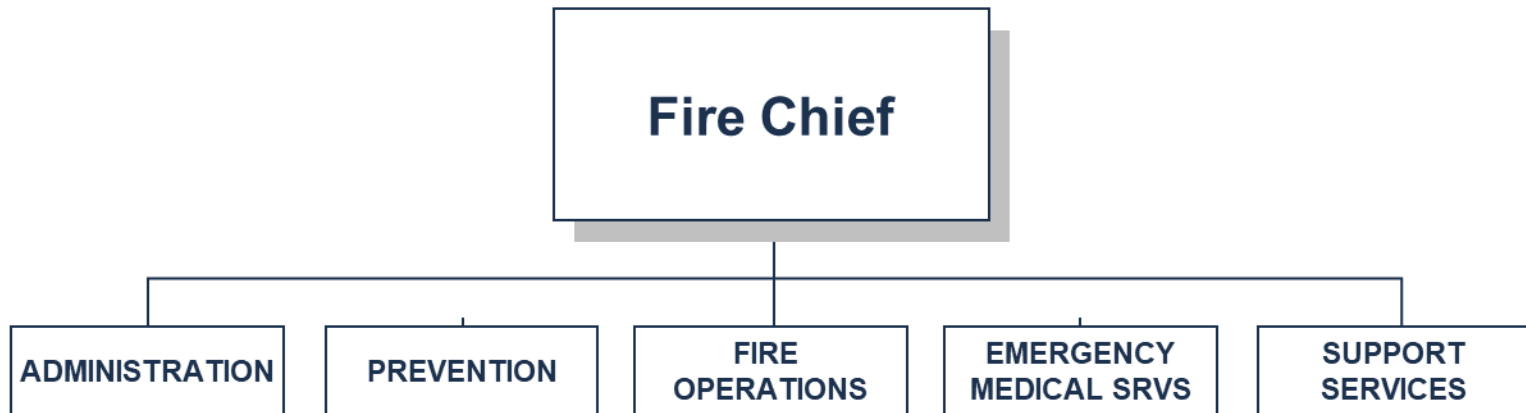 Fire Chief
ADMINISTRATION
PREVENTION
FIRE
OPERATIONS
EMERGENCY
MEDICAL SRVS
SUPPORT
SERVICES